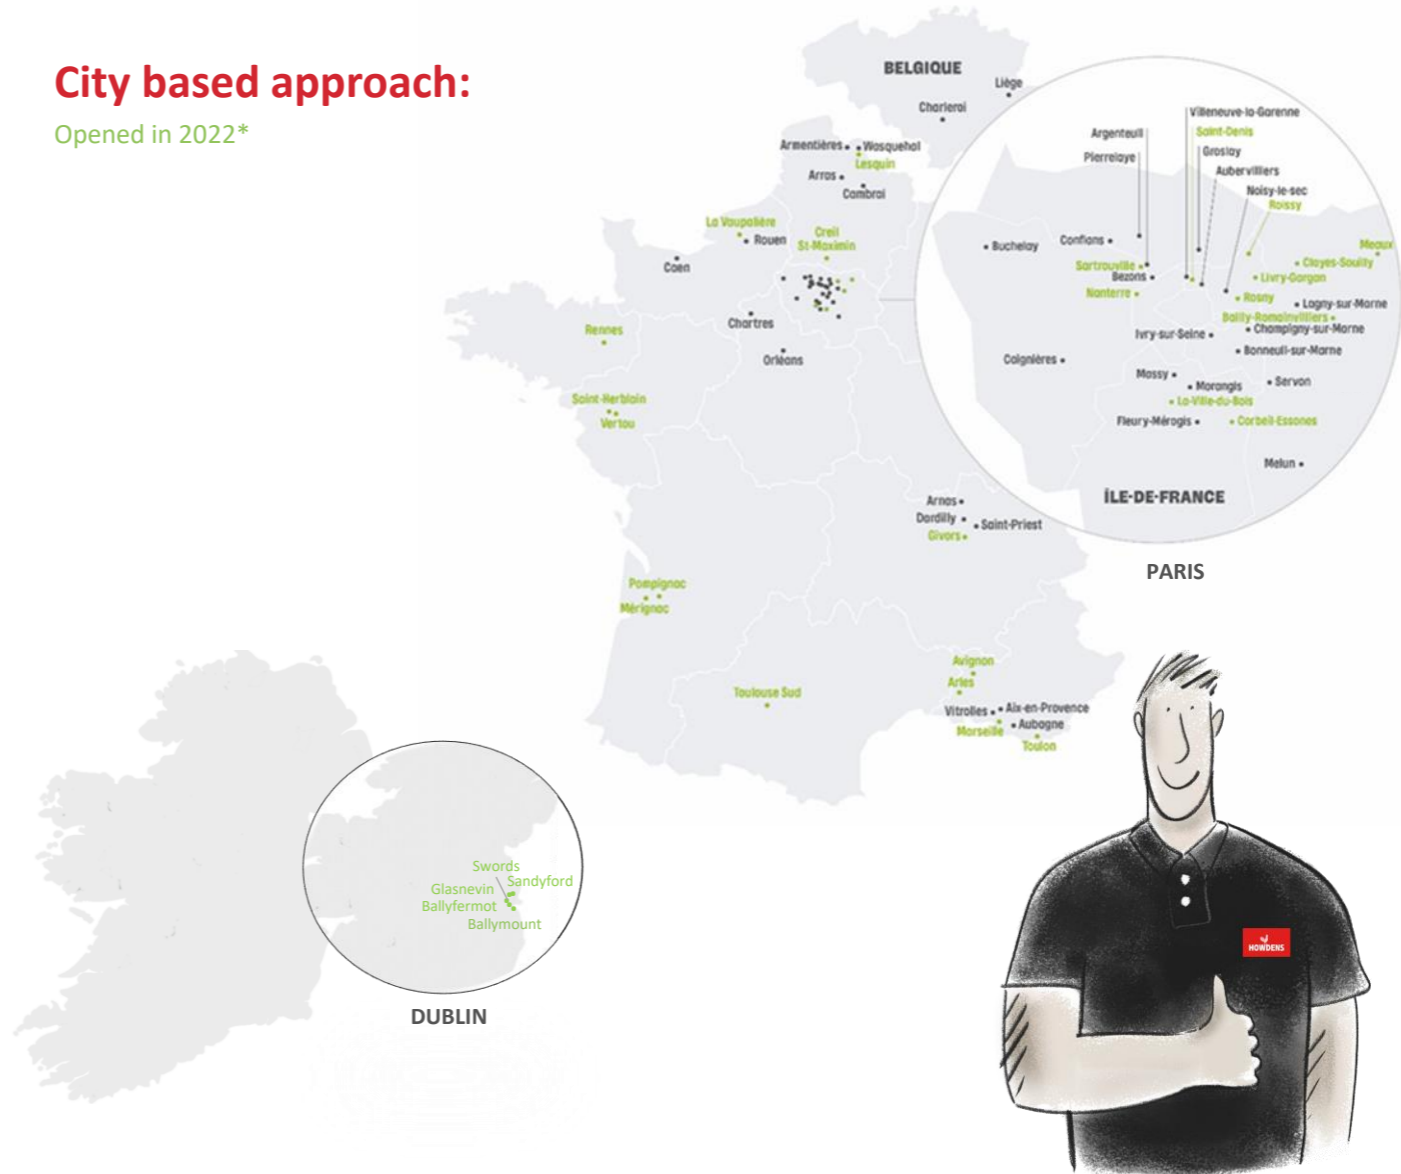 City based approach:
Opened in 2022*
BELGIQUE
Liège
Charleroi
Armentières
Wasquehal
Lesquin
Arras
Cambrai
La Vaupalière
Rouen
Creil
St-Maximin
Caen
Chartres
Orléans
Rennes
Saint-Herblain
Vertou
Arnas
Dardilly
Saint-Priest
Givors
Pompignac
Mérignac
Toulouse Sud
Avignon
Arles
Vitrolles
Aix-en-Provence
Aubagne
Marseille
Toulon
Villeneuve-la-Garenne
Argenteuil
Saint-Denis
Pierrelaye
Groslay
Aubervilliers
Noisy-le-sec
Roissy
Buchelay
Conflans
Meaux
Clayes-Souilly
Sartrouville
Bezons
Livry-Gargan
Nanterre
Rosny
Lagny-sur-Marne
Bailly-Romainvilliers
Champigny-sur-Marne
Ivry-sur-Seine
Bonneuil-sur-Marne
Coignières
Massy
Morangis
Servon
La-Ville-du-Bois
Fleury-Mérogis
Corbeil-Essones
Melun
ÎLE-DE-FRANCE
PARIS
Swords
Sandyford
Glasnevin
Ballyfermot
Ballymount
DUBLIN
HOWDENS